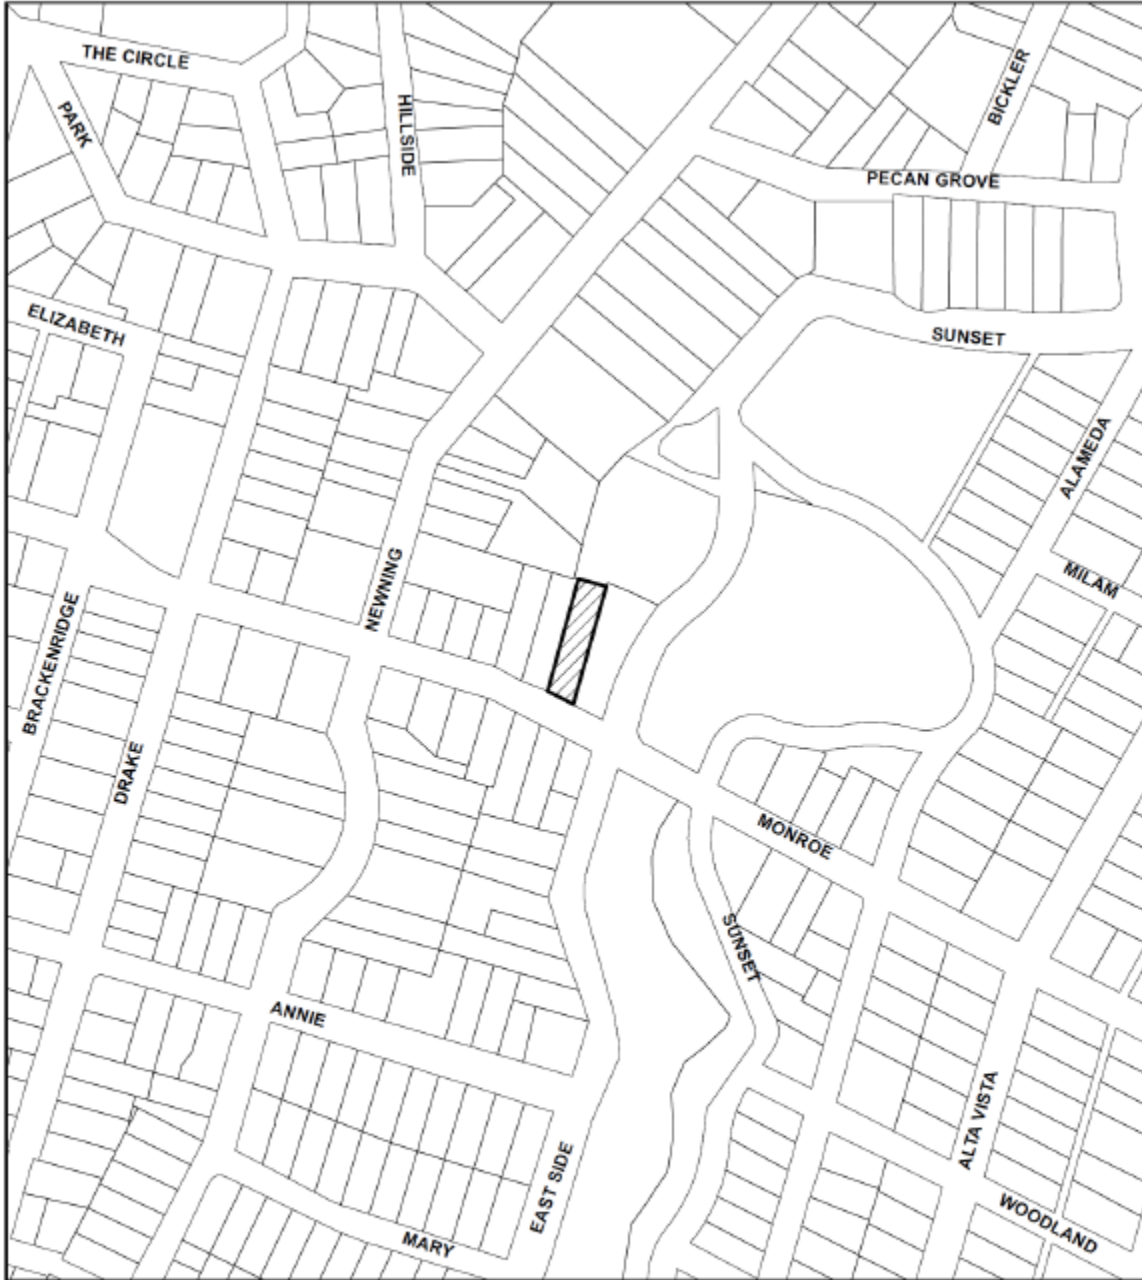 THE CIRCLE
BICKLER
PARK
HILLSIDE
PECAN GROVE
ELIZABETH
SUNSET
ALAMEDA
MILAM
NEWNING
BRACKENRIDGE
DRAKE
MONROE
SUNSET
ANNIE
ALTA VISTA
EAST SIDE
WOODLAND
MARY